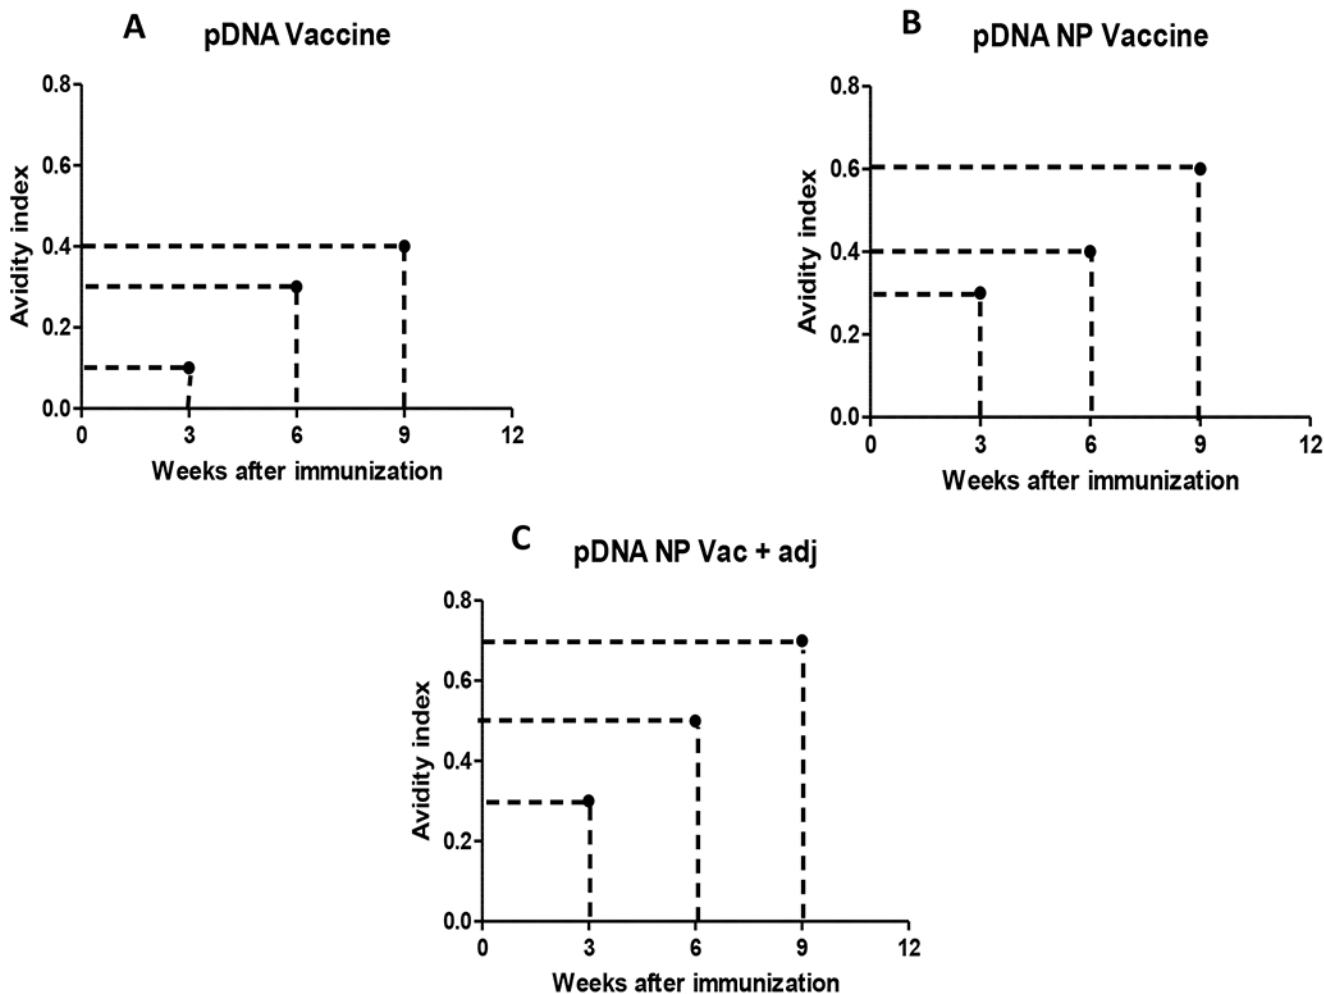 A
pDNA Vaccine
0.8
0.6
0.4
0.2
0.0
Avidity index
0 3 6 9 12
Weeks after immunization
B
pDNA NP Vaccine
0.8
0.6
0.4
0.2
0.0
Avidity index
0 3 6 9 12
Weeks after immunization
C
pDNA NP Vac + adj
0.8
0.6
0.4
0.2
0.0
Avidity index
0 3 6 9 12
Weeks after immunization